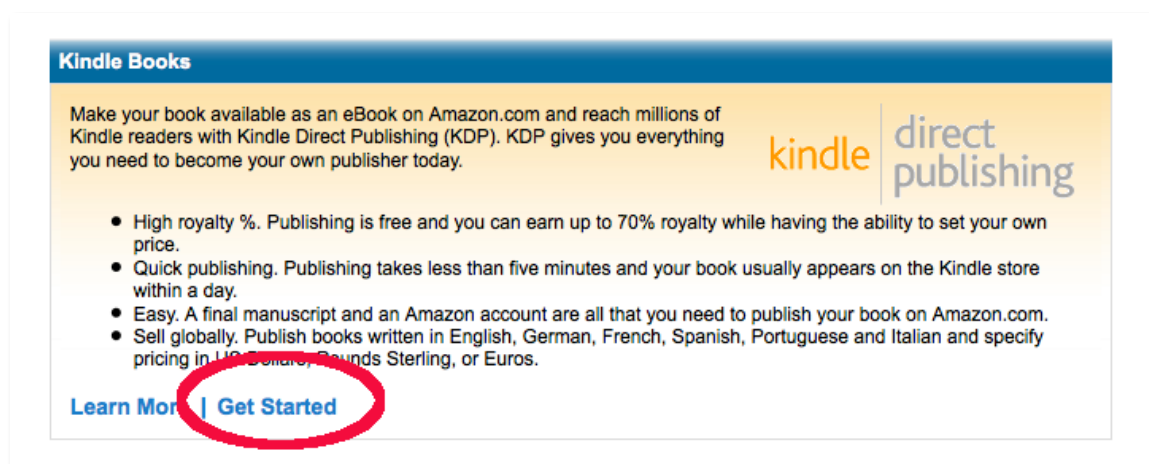 Kindle Books
Make your book available as an eBook on Amazon.com and reach millions of
Kindle readers with Kindle Direct Publishing (KDP). KDP gives you everything
you need to become your own publisher today.
kindle
direct
publishing
• High royalty %. Publishing is free and you can earn up to 70% royalty while having the ability to set your own
price.
• Quick publishing. Publishing takes less than five minutes and your book usually appears on the Kindle store
within a day.
• Easy. A final manuscript and an Amazon account are all that you need to publish your book on Amazon.com.
• Sell globally. Publish books written in English, German, French, Spanish, Portuguese and Italian and specify
pricing in US Dollars, Pounds Sterling, or Euros.
Learn More | Get Started